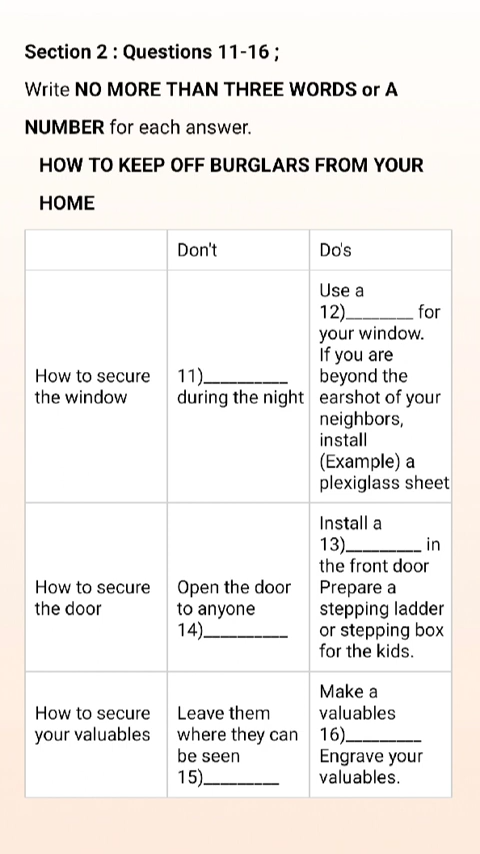 Section 2 : Questions 11-16 ;
Write NO MORE THAN THREE WORDS or A
NUMBER for each answer.
HOW TO KEEP OFF BURGLARS FROM YOUR
HOME
Don't
Do's
How to secure
the window
11)__________
during the night
Use a
12)________ for
your window.
If you are
beyond the
earshot of your
neighbors,
install
(Example) a
plexiglass sheet
How to secure
the door
Open the door
to anyone
14)__________
Install a
13)_________ in
the front door
Prepare a
stepping ladder
or stepping box
for the kids.
How to secure
your valuables
Leave them
where they can
be seen
15)_________
Make a
valuables
16)_________
Engrave your
valuables.